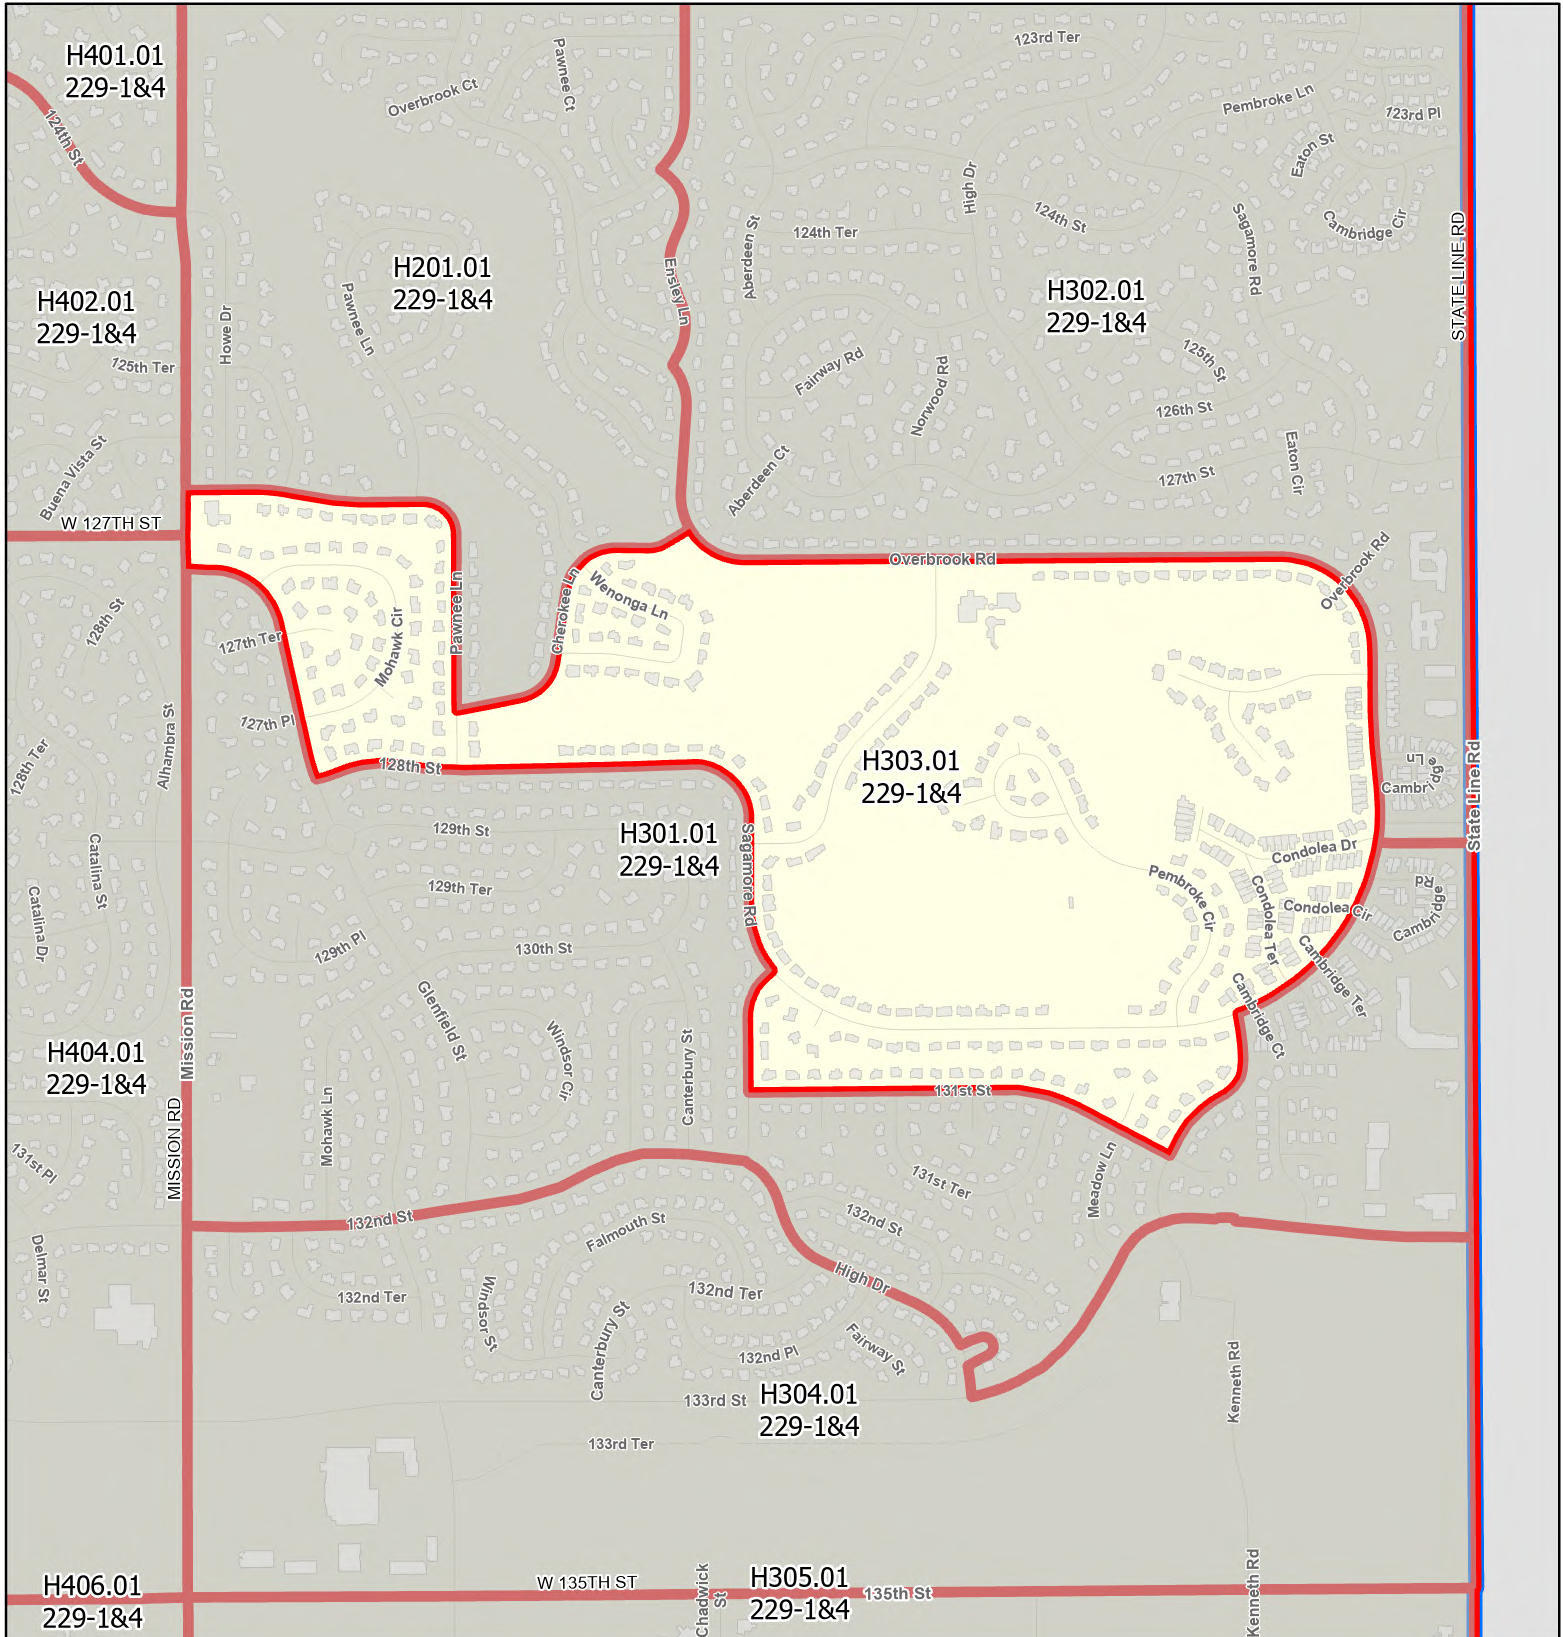 H401.01
229-1&4
124th St
Overbrook Ct
Pawnee Ct
123rd Ter
Pembroke Ln
123rd Pl
Eaton St
High Dr
124th St
Sagamore Rd
Cambridge Cir
STATE LINE RD
Aberdeen St
124th Ter
Ensley Ln
H201.01
229-1&4
H402.01
229-1&4
H302.01
229-1&4
Pawnee Ln
Howe Dr
125th Ter
Fairway Rd
Norwood Rd
125th St
126th St
127th St
Eaton Cir
Buena Vista St
Aberdeen Ct
W 127TH ST
Overbrook Rd
Overbrook Rd
Wenonga Ln
Cherokee Ln
Pawnee Ln
Mohawk Cir
128th St
127th Ter
127th Pl
Alhambra St
128th Ter
128th St
H303.01
229-1&4
Cambridge Ln
State Line Rd
H301.01
229-1&4
129th St
Sagamore Rd
Condolea Dr
Catalina St
129th Ter
Pembroke Cir
Condolea Ter
Condolea Cir
Cambridge Rd
Catalina Dr
129th Pl
130th St
Cambridge Ter
Cambridge Ct
Glenfield St
Windsor Cir
Canterbury St
Mission Rd
H404.01
229-1&4
131st St
Mohawk Ln
MISSION RD
131st Pl
Meadow Ln
131st Ter
132nd St
132nd St
Falmouth St
Delmar St
High Dr
132nd Ter
132nd Ter
Windsor St
Canterbury St
132nd Pl
Fairway St
Kenneth Rd
H304.01
229-1&4
133rd St
133rd Ter
H406.01
229-1&4
W 135TH ST
Chadwick
St
H305.01
229-1&4
135th St
Kenneth Rd